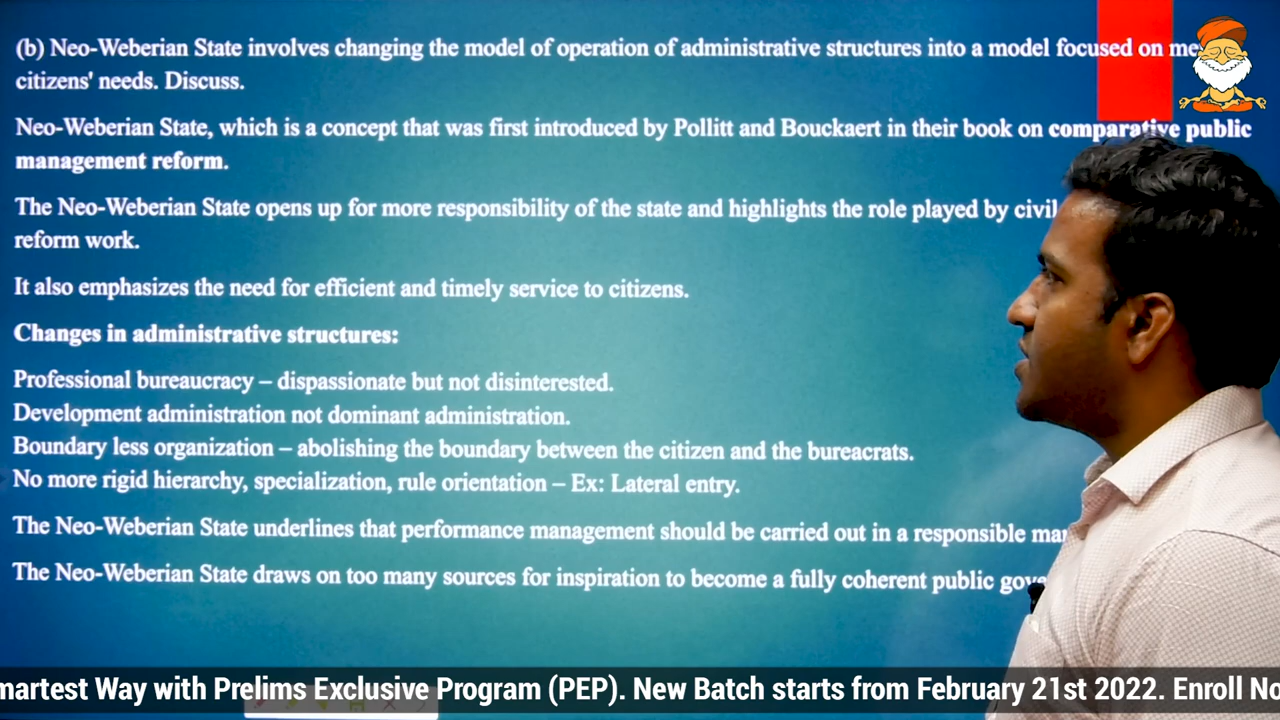 (b) Neo-Weberian State involves changing the model of operation of administrative structures into a model focused on
citizens' needs. Discuss.
Neo-Weberian State, which is a concept that was first introduced by Pollitt and Bouckaert in their book on comparative public
management reform.
The Neo-Weberian State opens up for more responsibility of the state and highlights the role played by civil
reform work.
It also emphasizes the need for efficient and timely service to citizens.
Changes in administrative structures:
Professional bureaucracy – dispassionate but not disinterested.
Development administration not dominant administration.
Boundary less organization – abolishing the boundary between the citizen and the bureacrats.
No more rigid hierarchy, specialization, rule orientation – Ex: Lateral entry.
The Neo-Weberian State underlines that performance management should be carried out in a responsible
The Neo-Weberian State draws on too many sources for inspiration to become a fully coherent public
martest Way with Prelims Exclusive Program (PEP). New Batch starts from February 21st 2022. Enroll No